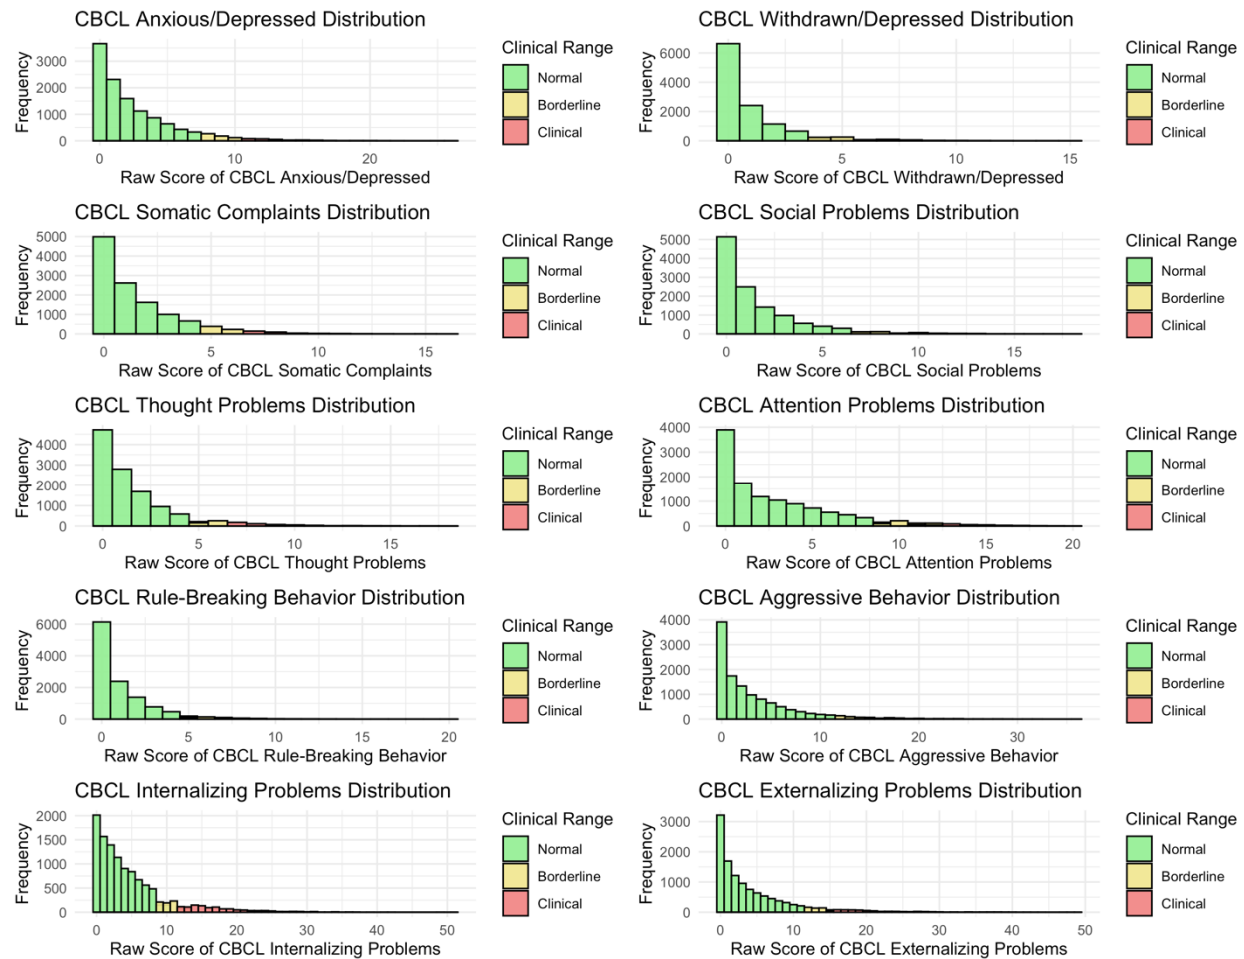 CBCL Anxious/Depressed Distribution
Frequency
3000
2000
1000
0
0 10 20
Raw Score of CBCL Anxious/Depressed
Clinical Range
Normal
Borderline
Clinical
CBCL Withdrawn/Depressed Distribution
Frequency
6000
4000
2000
0
0 5 10 15
Raw Score of CBCL Withdrawn/Depressed
Clinical Range
Normal
Borderline
Clinical
CBCL Somatic Complaints Distribution
Frequency
5000
4000
3000
2000
1000
0
0 5 10 15
Raw Score of CBCL Somatic Complaints
Clinical Range
Normal
Borderline
Clinical
CBCL Social Problems Distribution
Frequency
5000
4000
3000
2000
1000
0
0 5 10 15
Raw Score of CBCL Social Problems
Clinical Range
Normal
Borderline
Clinical
CBCL Thought Problems Distribution
Frequency
4000
3000
2000
1000
0
0 5 10 15
Raw Score of CBCL Thought Problems
Clinical Range
Normal
Borderline
Clinical
CBCL Attention Problems Distribution
Frequency
4000
3000
2000
1000
0
0 5 10 15 20
Raw Score of CBCL Attention Problems
Clinical Range
Normal
Borderline
Clinical
CBCL Rule-Breaking Behavior Distribution
Frequency
6000
4000
2000
0
0 5 10 15 20
Raw Score of CBCL Rule-Breaking Behavior
Clinical Range
Normal
Borderline
Clinical
CBCL Aggressive Behavior Distribution
Frequency
4000
3000
2000
1000
0
0 10 20 30
Raw Score of CBCL Aggressive Behavior
Clinical Range
Normal
Borderline
Clinical
CBCL Internalizing Problems Distribution
Frequency
2000
1500
1000
500
0
0 10 20 30 40 50
Raw Score of CBCL Internalizing Problems
Clinical Range
Normal
Borderline
Clinical
CBCL Externalizing Problems Distribution
Frequency
3000
2000
1000
0
0 10 20 30 40 50
Raw Score of CBCL Externalizing Problems
Clinical Range
Normal
Borderline
Clinical